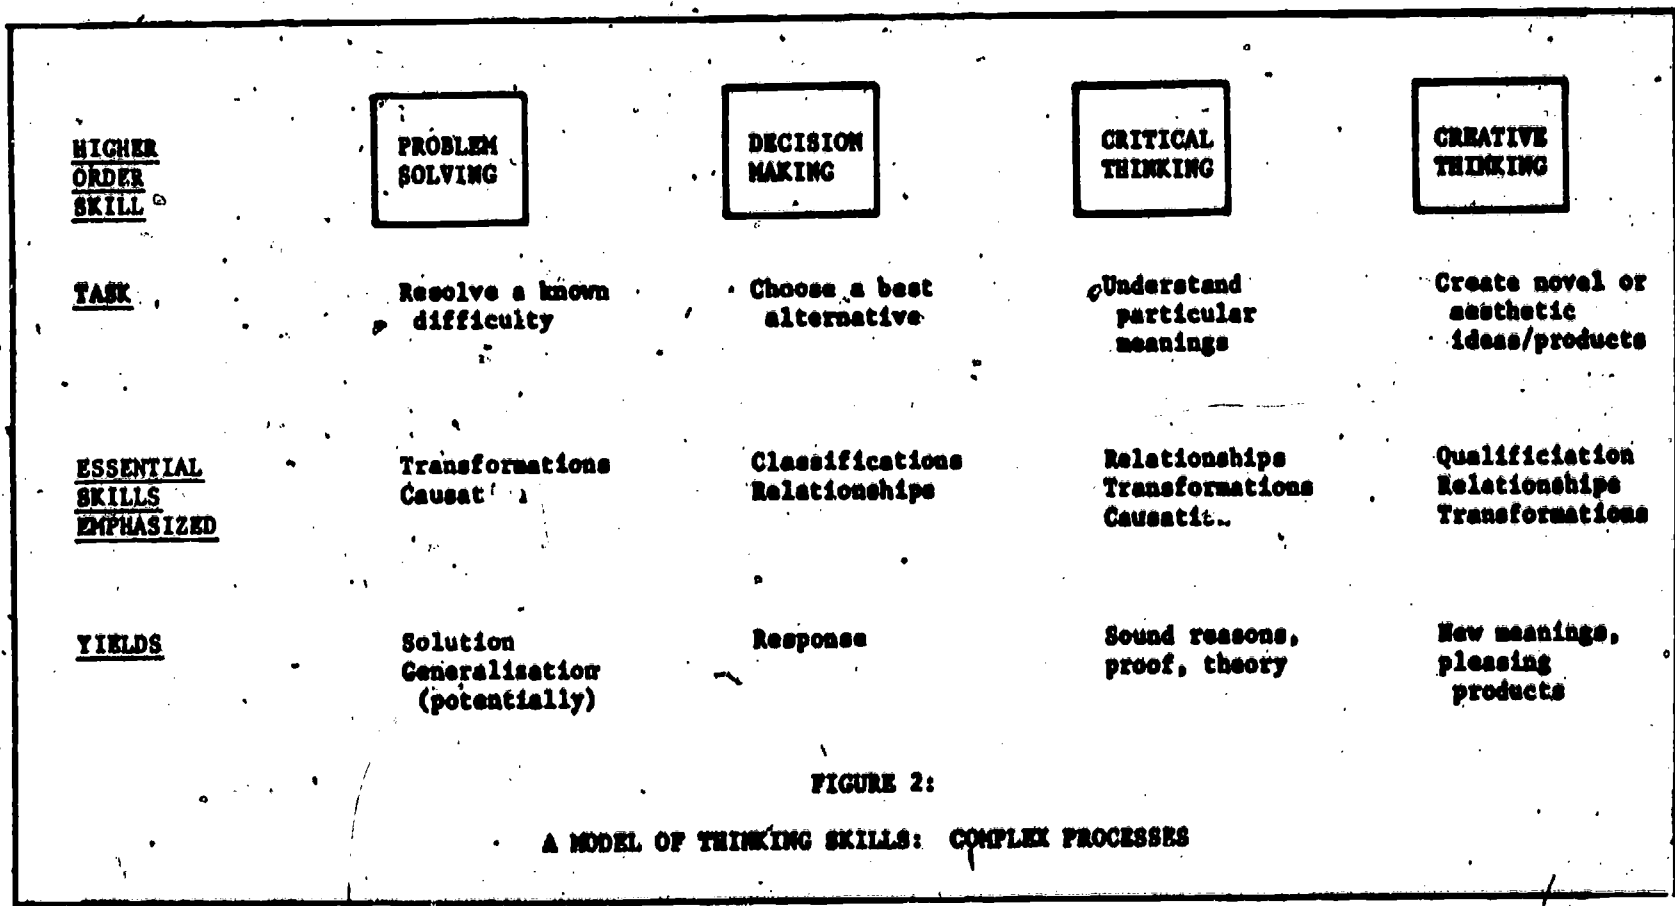 HIGHER
ORDER
SKILL
PROBLEM
SOLVING
DECISION
MAKING
CRITICAL
THINKING
CREATIVE
THINKING
TASK
Resolve a known
difficulty
Choose a best
alternative
Understand
particular
meanings
Create novel or
aesthetic
ideas/products
ESSENTIAL
SKILLS
EMPHASIZED
Transformations
Classifications
Relationships
Relationships
Transformations
Qualificiation
Relationships
Transformations
YIELDS
Solution
Generalization
(potentially)
Response
Sound reasons,
proof, theory
New meanings,
pleasing
products
FIGURE 2:
A MODEL OF THINKING SKILLS: COMPLEX PROCESSES